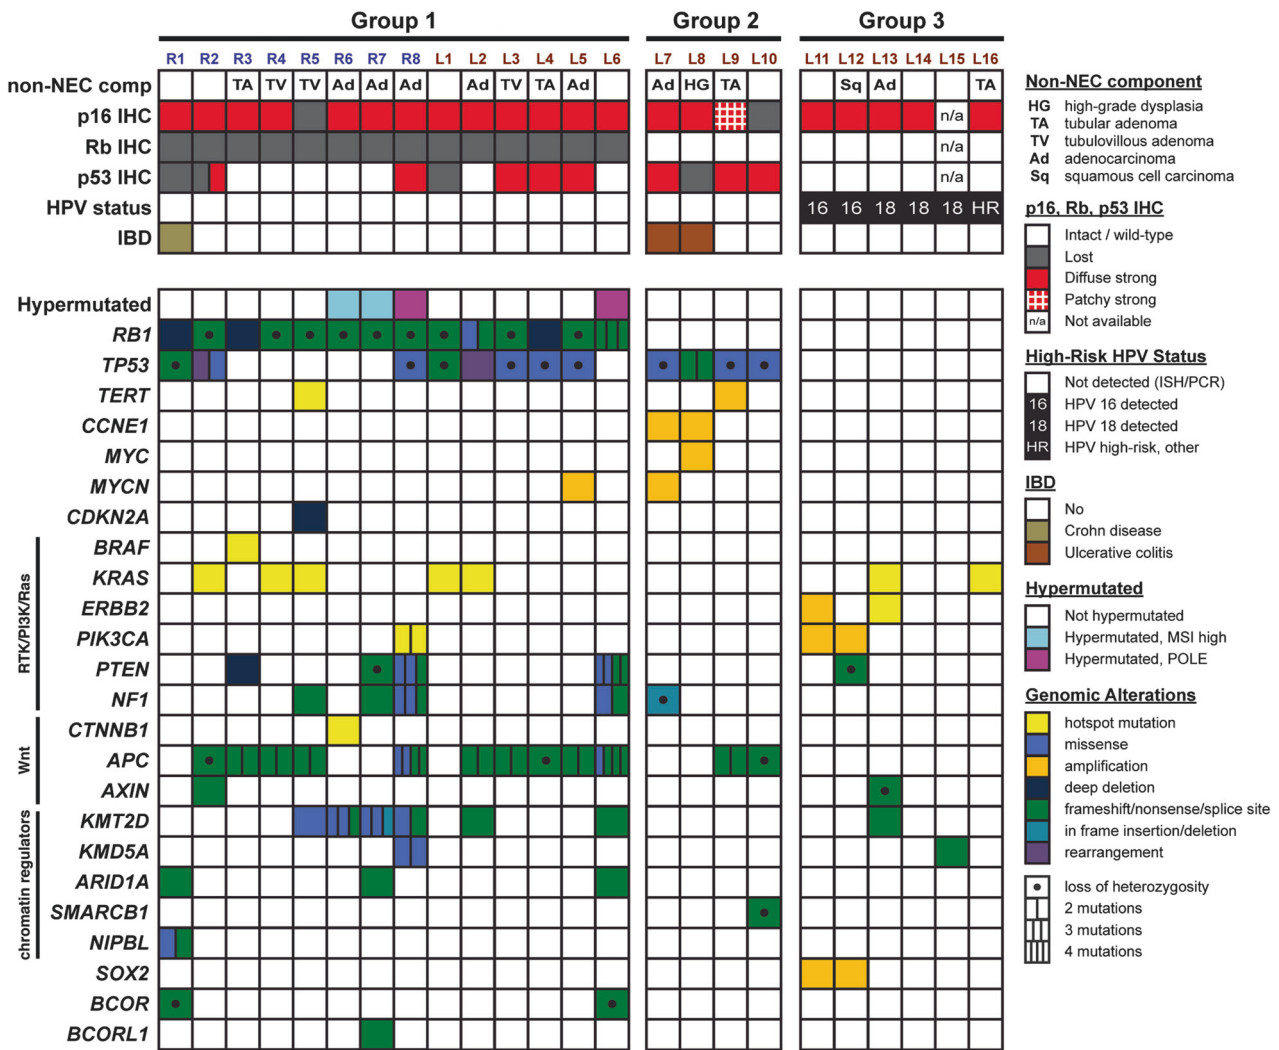 Group 1 Group 2 Group 3
R1 R2 R3 R4 R5 R6 R7 R8 L1 L2 L3 L4 L5 L6 L7 L8 L9 L10 L11 L12 L13 L14 L15 L16
non-NEC comp TA TV TV Ad Ad Ad Ad TV TA Ad Ad HG TA Sq Ad TA
p16 IHC n/a
Rb IHC n/a
p53 IHC n/a
HPV status 16 16 18 18 18 HR
IBD
Hypermutated
RB1
TP53
TERT
CCNE1
MYC
MYCN
CDKN2A
RTK/PI3K/Ras
BRAF
KRAS
ERBB2
PIK3CA
PTEN
NF1
Wnt
CTNNB1
APC
AXIN
chromatin regulators
KMT2D
KMD5A
ARID1A
SMARCB1
NIPBL
SOX2
BCOR
BCORL1
Non-NEC component
HG high-grade dysplasia
TA tubular adenoma
TV tubulovillous adenoma
Ad adenocarcinoma
Sq squamous cell carcinoma
p16, Rb, p53 IHC
Intact / wild-type
Lost
Diffuse strong
Patchy strong
n/a Not available
High-Risk HPV Status
Not detected (ISH/PCR)
16 HPV 16 detected
18 HPV 18 detected
HR HPV high-risk, other
IBD
No
Crohn disease
Ulcerative colitis
Hypermutated
Not hypermutated
Hypermutated, MSI high
Hypermutated, POLE
Genomic Alterations
hotspot mutation
missense
amplification
deep deletion
frameshift/nonsense/splice site
in frame insertion/deletion
rearrangement
loss of heterozygosity
2 mutations
3 mutations
4 mutations